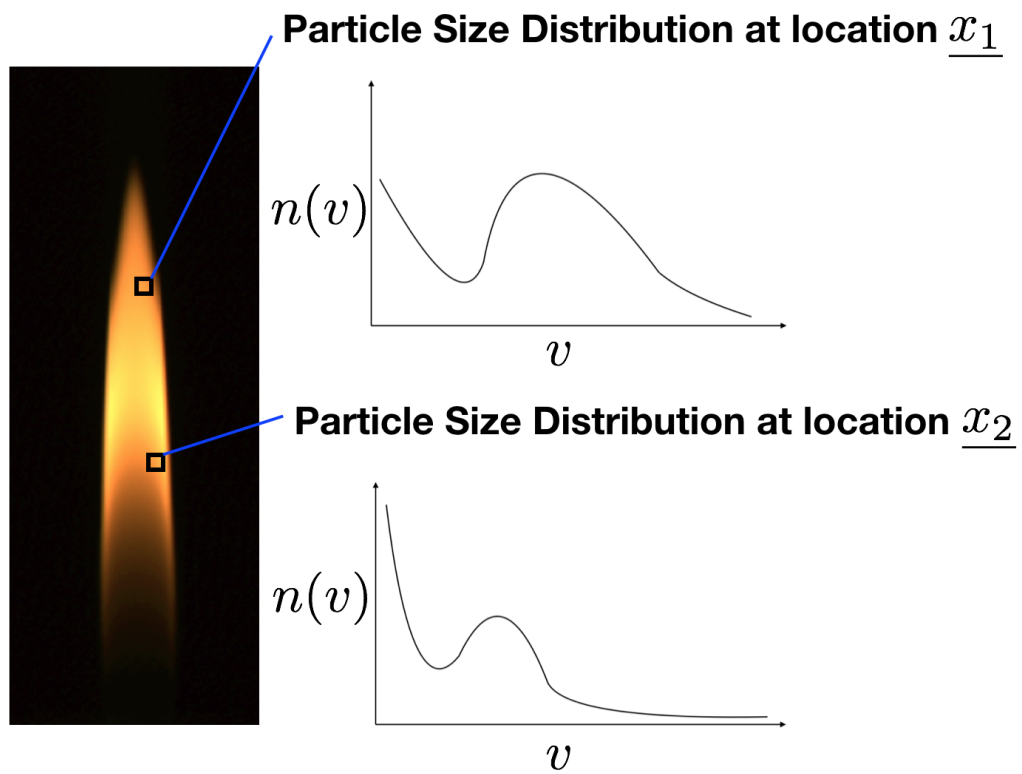 Particle Size Distribution at location x₁
n(v)
v
Particle Size Distribution at location x₂
n(v)
v